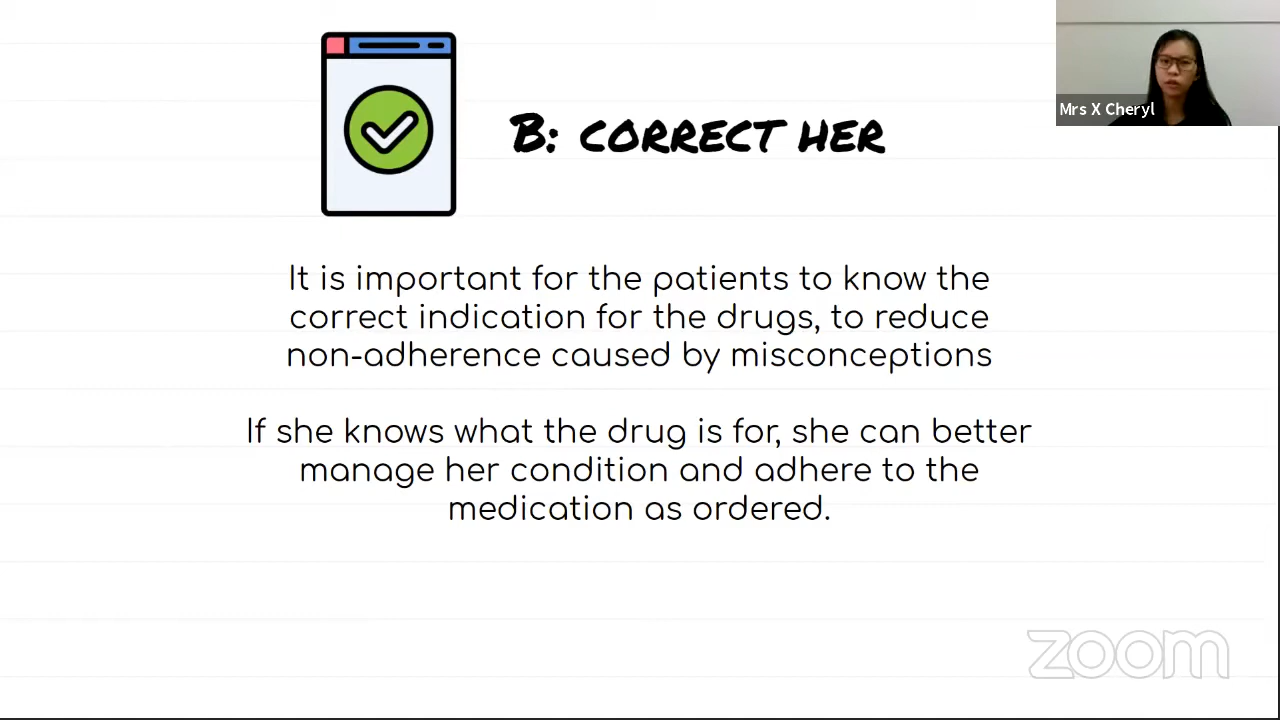 Mrs X Cheryl
B: CORRECT HER
It is important for the patients to know the
correct indication for the drugs, to reduce
non-adherence caused by misconceptions
If she knows what the drug is for, she can better
manage her condition and adhere to the
medication as ordered.
zoom